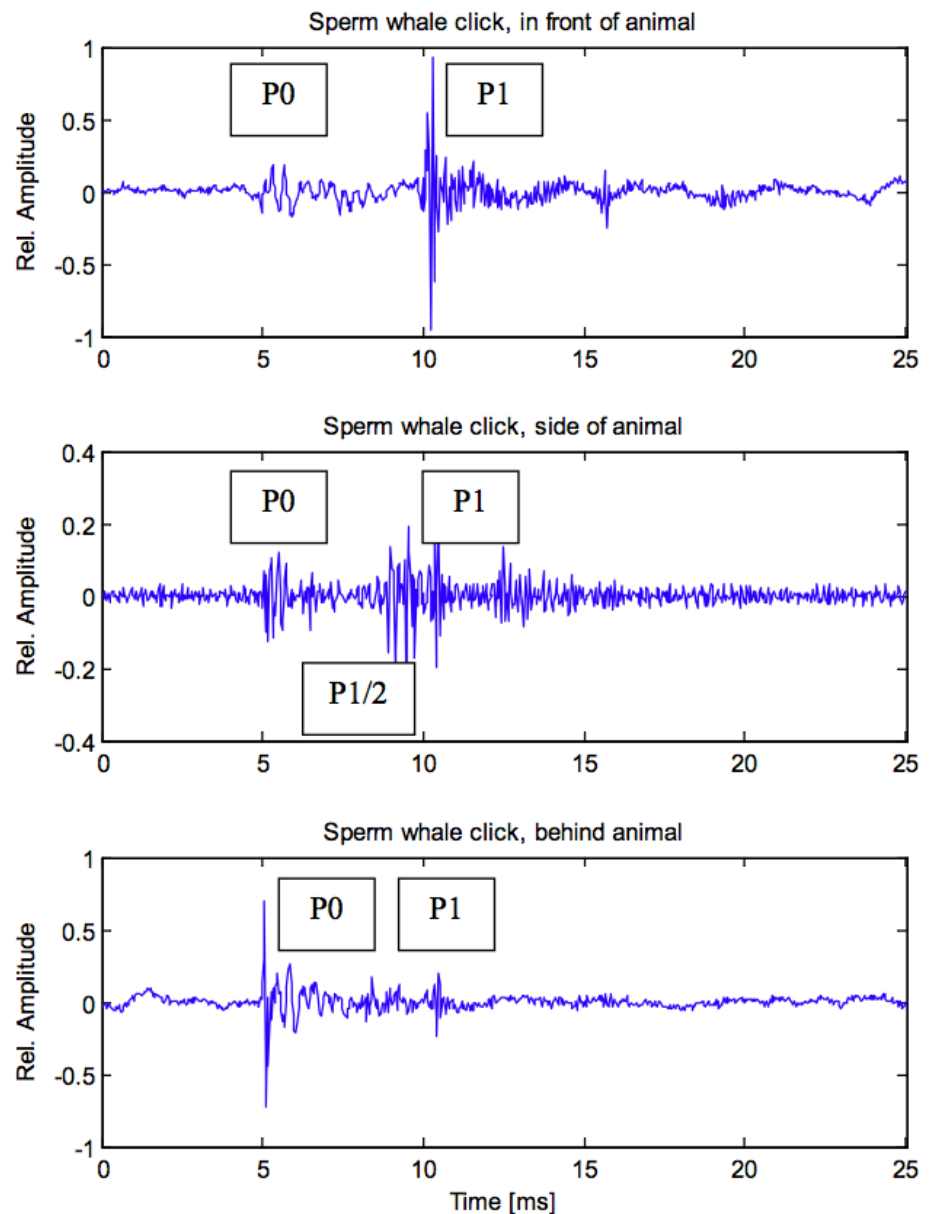 Sperm whale click, in front of animal
1
P0 P1
0.5
Rel. Amplitude
0
-0.5
-1
0 5 10 15 20 25
Sperm whale click, side of animal
0.4
P0 P1
0.2
Rel. Amplitude
0
-0.2
P1/2
-0.4
0 5 10 15 20 25
Sperm whale click, behind animal
1
P0 P1
0.5
Rel. Amplitude
0
-0.5
-1
0 5 10 15 20 25
Time [ms]